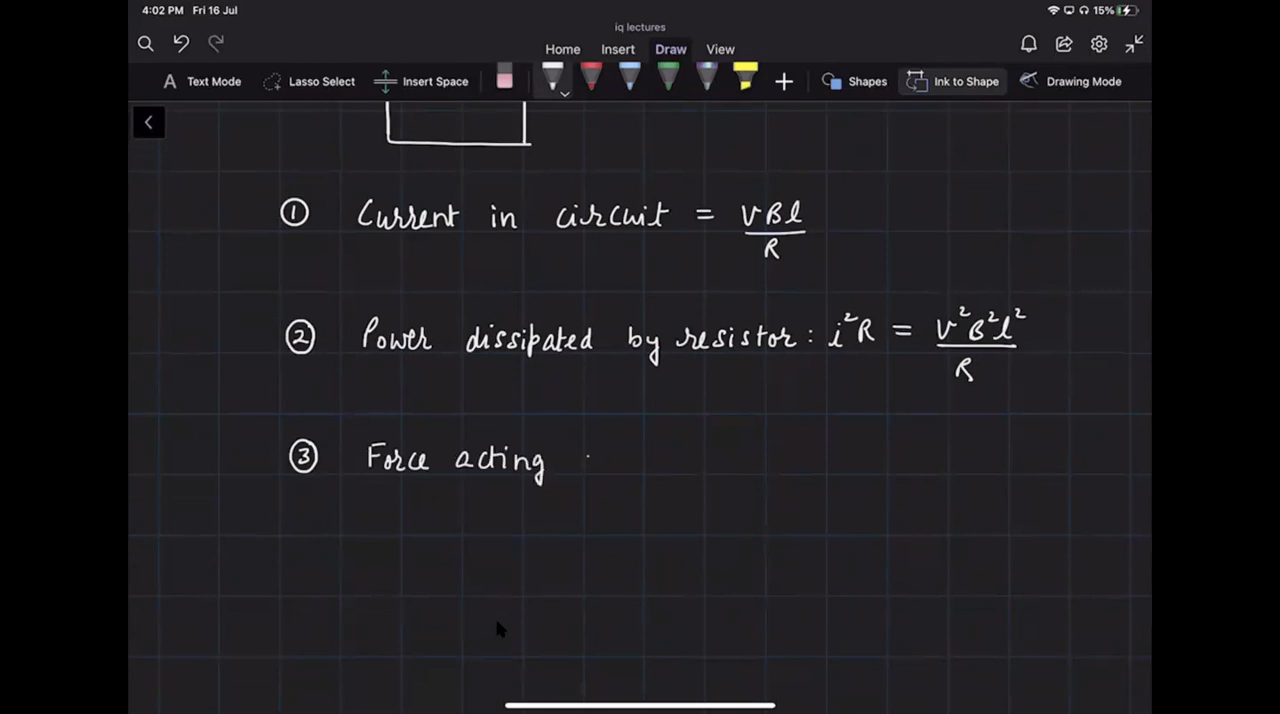 4:02 PM Fri 16 Jul
15%
iq lectures
Home Insert Draw View
Text Mode Lasso Select Insert Space Shapes Ink to Shape Drawing Mode
① Current in circuit = vBl/R
② Power dissipated by resistor: i²R = v²B²l²/R
③ Force acting